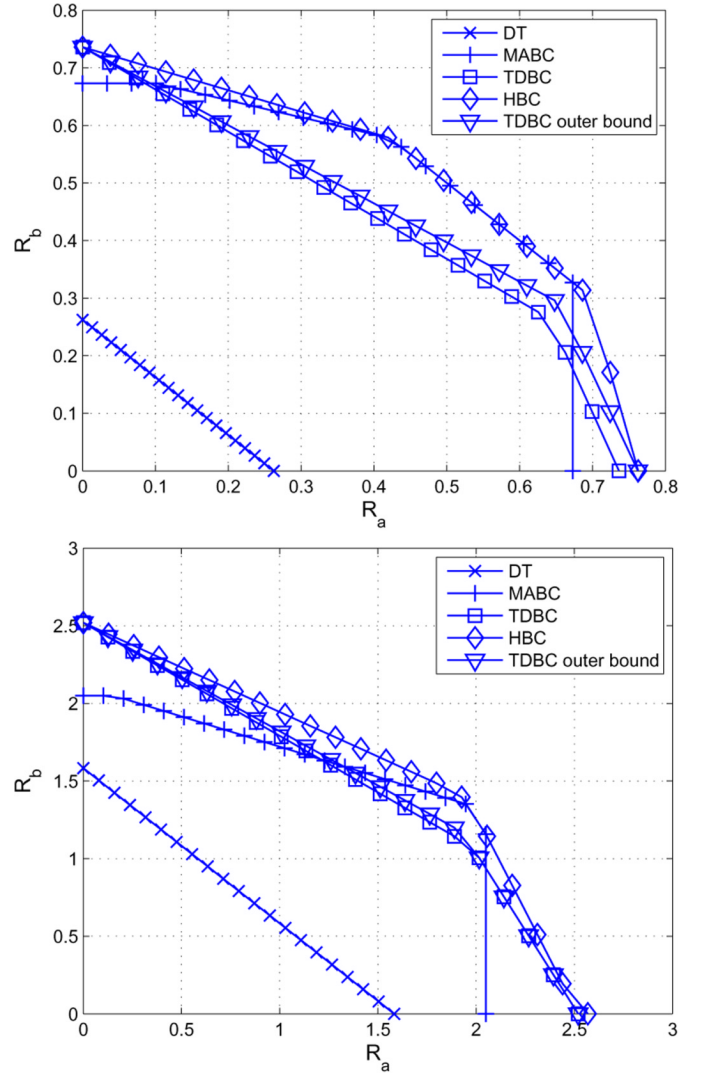 0.8
0.7
0.6
0.5
0.4
0.3
0.2
0.1
0
R_b
DT
MABC
TDBC
HBC
TDBC outer bound
0 0.1 0.2 0.3 0.4 0.5 0.6 0.7 0.8
R_a
3
2.5
2
1.5
1
0.5
0
R_b
DT
MABC
TDBC
HBC
TDBC outer bound
0 0.5 1 1.5 2 2.5 3
R_a